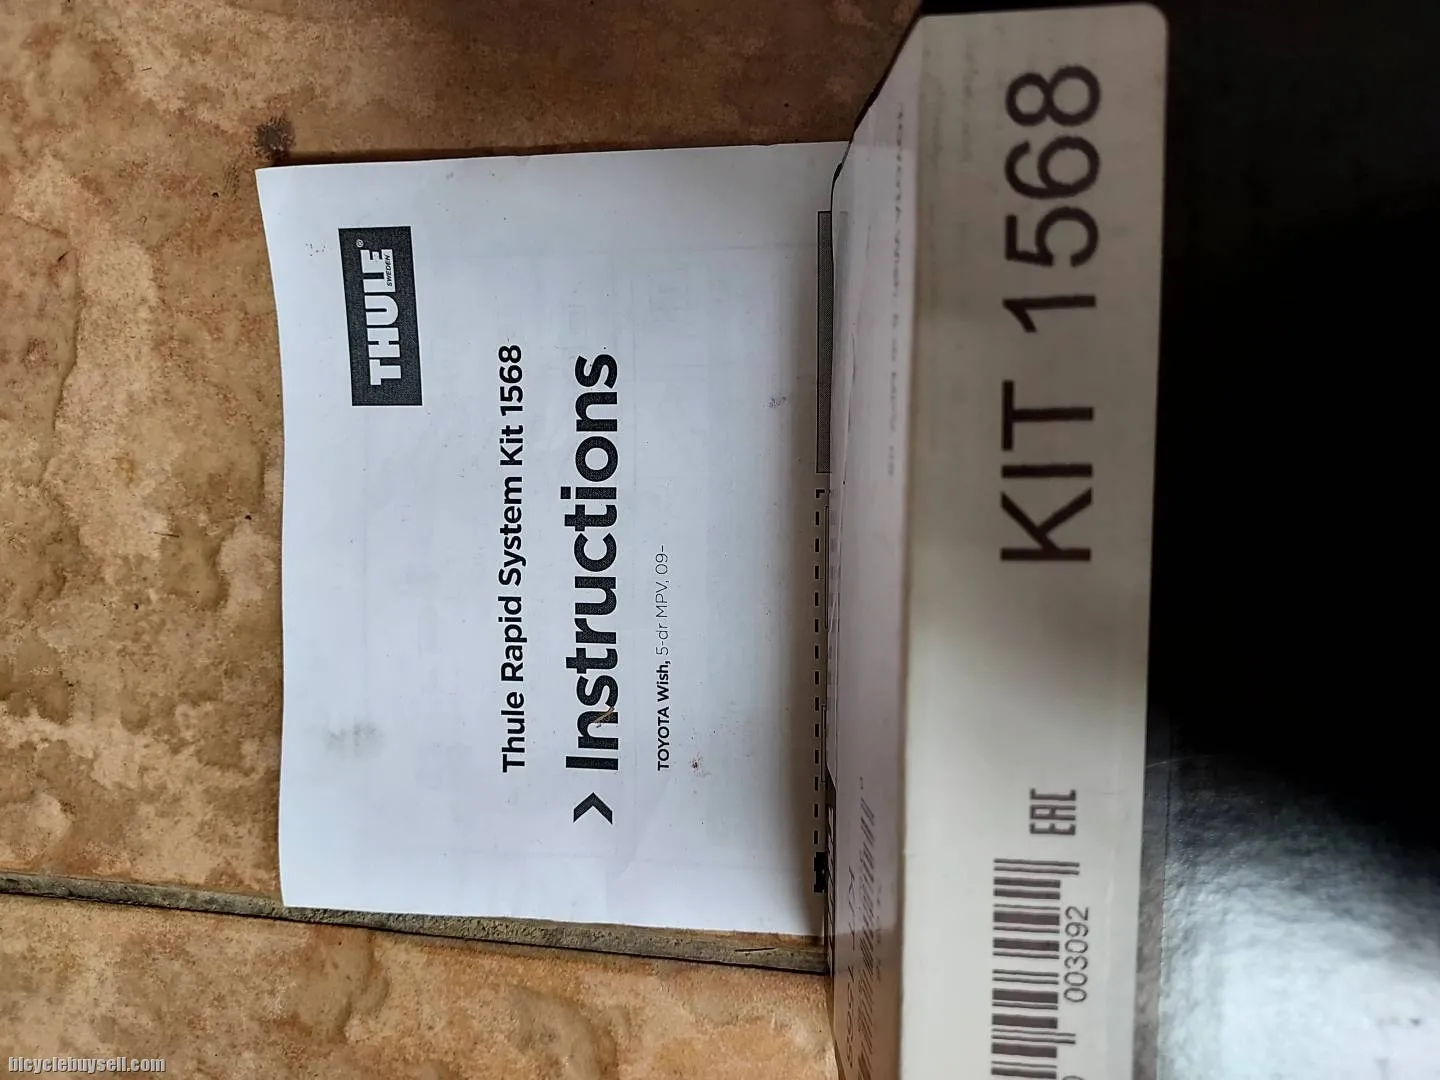 THULE®
SWEDEN
Thule Rapid System Kit 1568
> Instructions
TOYOTA Wish, 5-dr MPV, 09–
KIT 1568
EAC
003092
bicyclebuysell.com